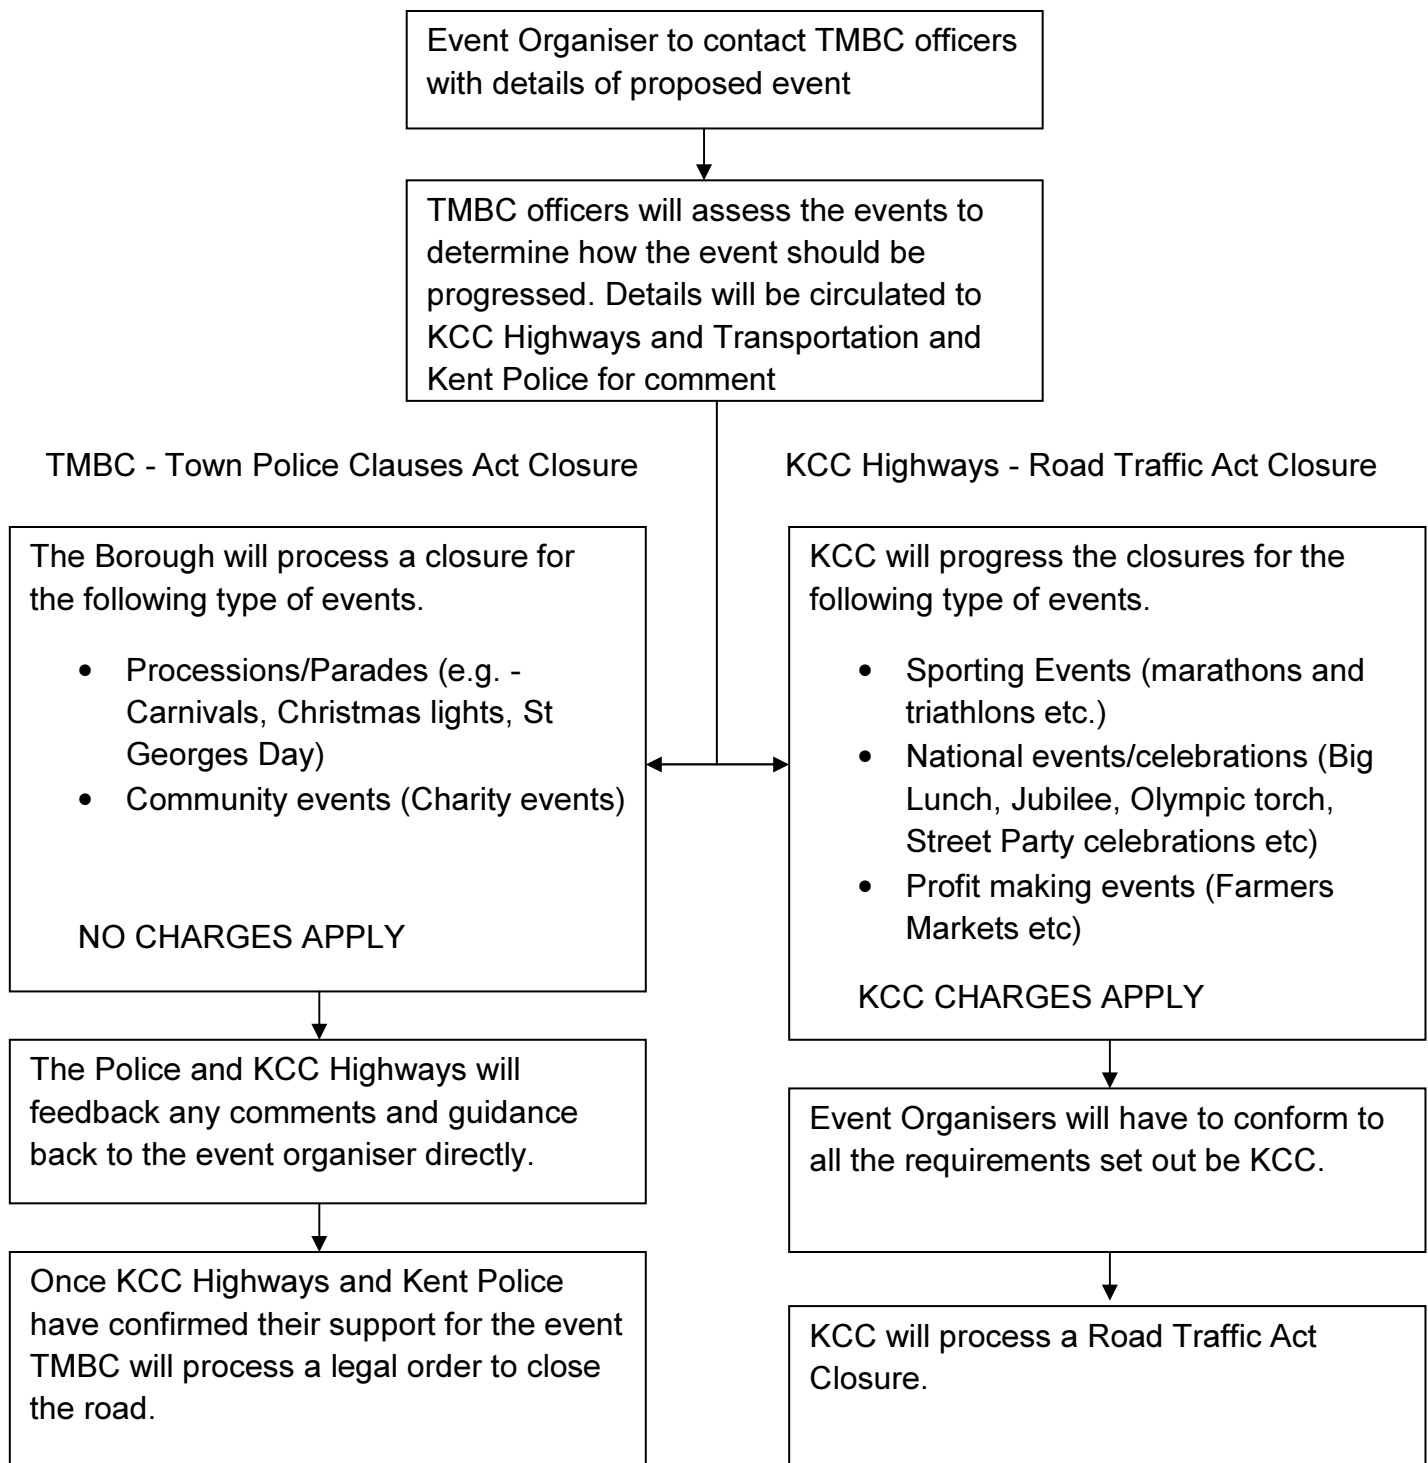 Event Organiser to contact TMBC officers
with details of proposed event
TMBC officers will assess the events to
determine how the event should be
progressed. Details will be circulated to
KCC Highways and Transportation and
Kent Police for comment
TMBC - Town Police Clauses Act Closure
The Borough will process a closure for
the following type of events.
• Processions/Parades (e.g. -
Carnivals, Christmas lights, St
Georges Day)
• Community events (Charity events)
NO CHARGES APPLY
The Police and KCC Highways will
feedback any comments and guidance
back to the event organiser directly.
Once KCC Highways and Kent Police
have confirmed their support for the event
TMBC will process a legal order to close
the road.
KCC Highways - Road Traffic Act Closure
KCC will progress the closures for the
following type of events.
• Sporting Events (marathons and
triathlons etc.)
• National events/celebrations (Big
Lunch, Jubilee, Olympic torch,
Street Party celebrations etc)
• Profit making events (Farmers
Markets etc)
KCC CHARGES APPLY
Event Organisers will have to conform to
all the requirements set out be KCC.
KCC will process a Road Traffic Act
Closure.